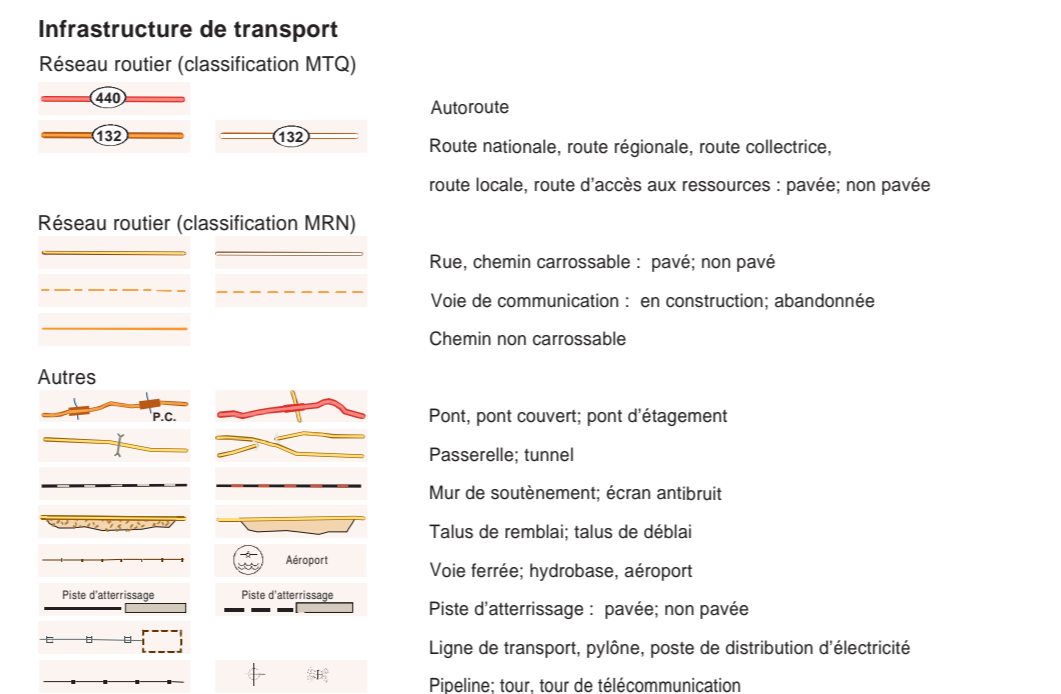 Infrastructure de transport
Réseau routier (classification MTQ)
440
Autoroute
132 132
Route nationale, route régionale, route collectrice,
route locale, route d'accès aux ressources : pavée; non pavée
Réseau routier (classification MRN)
Rue, chemin carrossable : pavé; non pavé
Voie de communication : en construction; abandonnée
Chemin non carrossable
Autres
P.C.
Pont, pont couvert; pont d'étagement
Passerelle; tunnel
Mur de soutènement; écran antibruit
Talus de remblai; talus de déblai
Aéroport
Voie ferrée; hydrobase, aéroport
Piste d'atterrissage Piste d'atterrissage
Piste d'atterrissage : pavée; non pavée
Ligne de transport, pylône, poste de distribution d'électricité
Pipeline; tour, tour de télécommunication